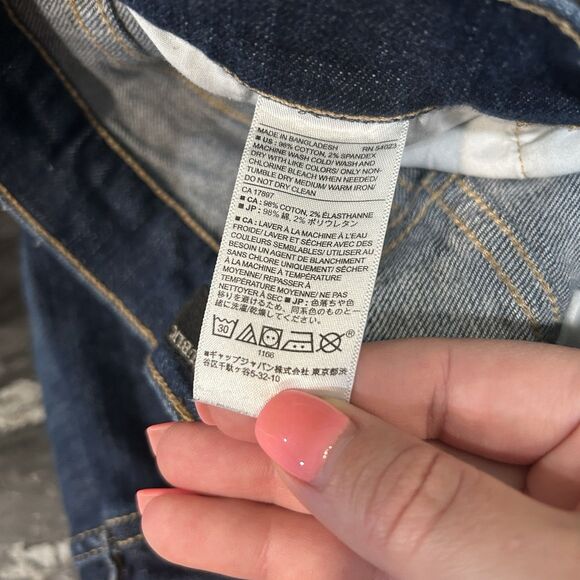 MADE IN BANGLADESH RN 54023
■ US: 98% COTTON, 2% SPANDEX
MACHINE WASH COLD/ WASH AND
DRY WITH LIKE COLORS/ ONLY NON-
CHLORINE BLEACH WHEN NEEDED/
TUMBLE DRY MEDIUM/ WARM IRON/
DO NOT DRY CLEAN
CA 17897
■ CA: 98% COTON, 2% ÉLASTHANNE
■ JP: 98% 綿, 2% ポリウレタン
■ CA: LAVER À LA MACHINE À L'EAU
FROIDE/ LAVER ET SÉCHER AVEC DES
COULEURS SEMBLABLES/ UTILISER AU
BESOIN UN AGENT DE BLANCHIMENT
SANS CHLORE UNIQUEMENT/ SÉCHER
À LA MACHINE À TEMPÉRATURE
MOYENNE/ REPASSER À
TEMPÉRATURE MOYENNE/ NE PAS
NETTOYER À SEC ■ JP: 色落ちや色
移りを避けるため、同系色のものと一
緒に洗濯/乾燥してください。
30 ®
1166
■ギャップジャパン㈱ 東京都渋
谷区千駄ヶ谷5-32-10